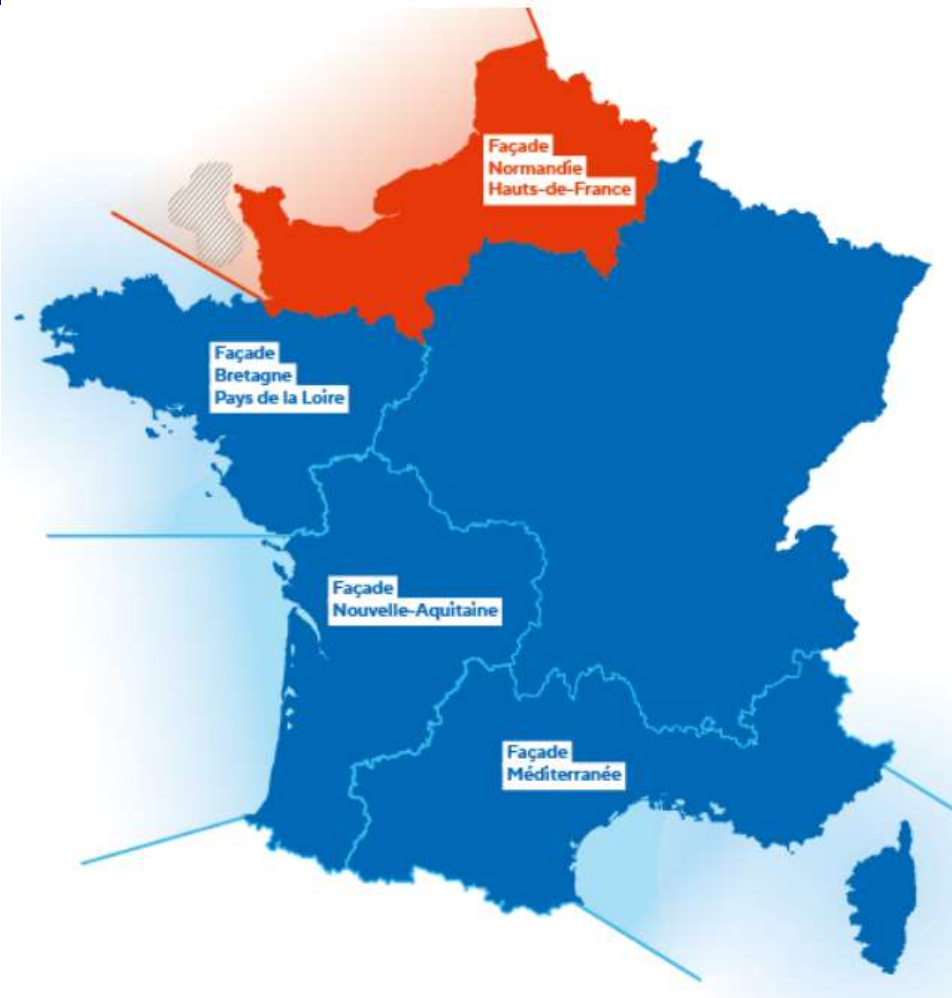 Façade
Normandie
Hauts-de-France
Façade
Bretagne
Pays de la Loire
Façade
Nouvelle-Aquitaine
Façade
Méditerranée